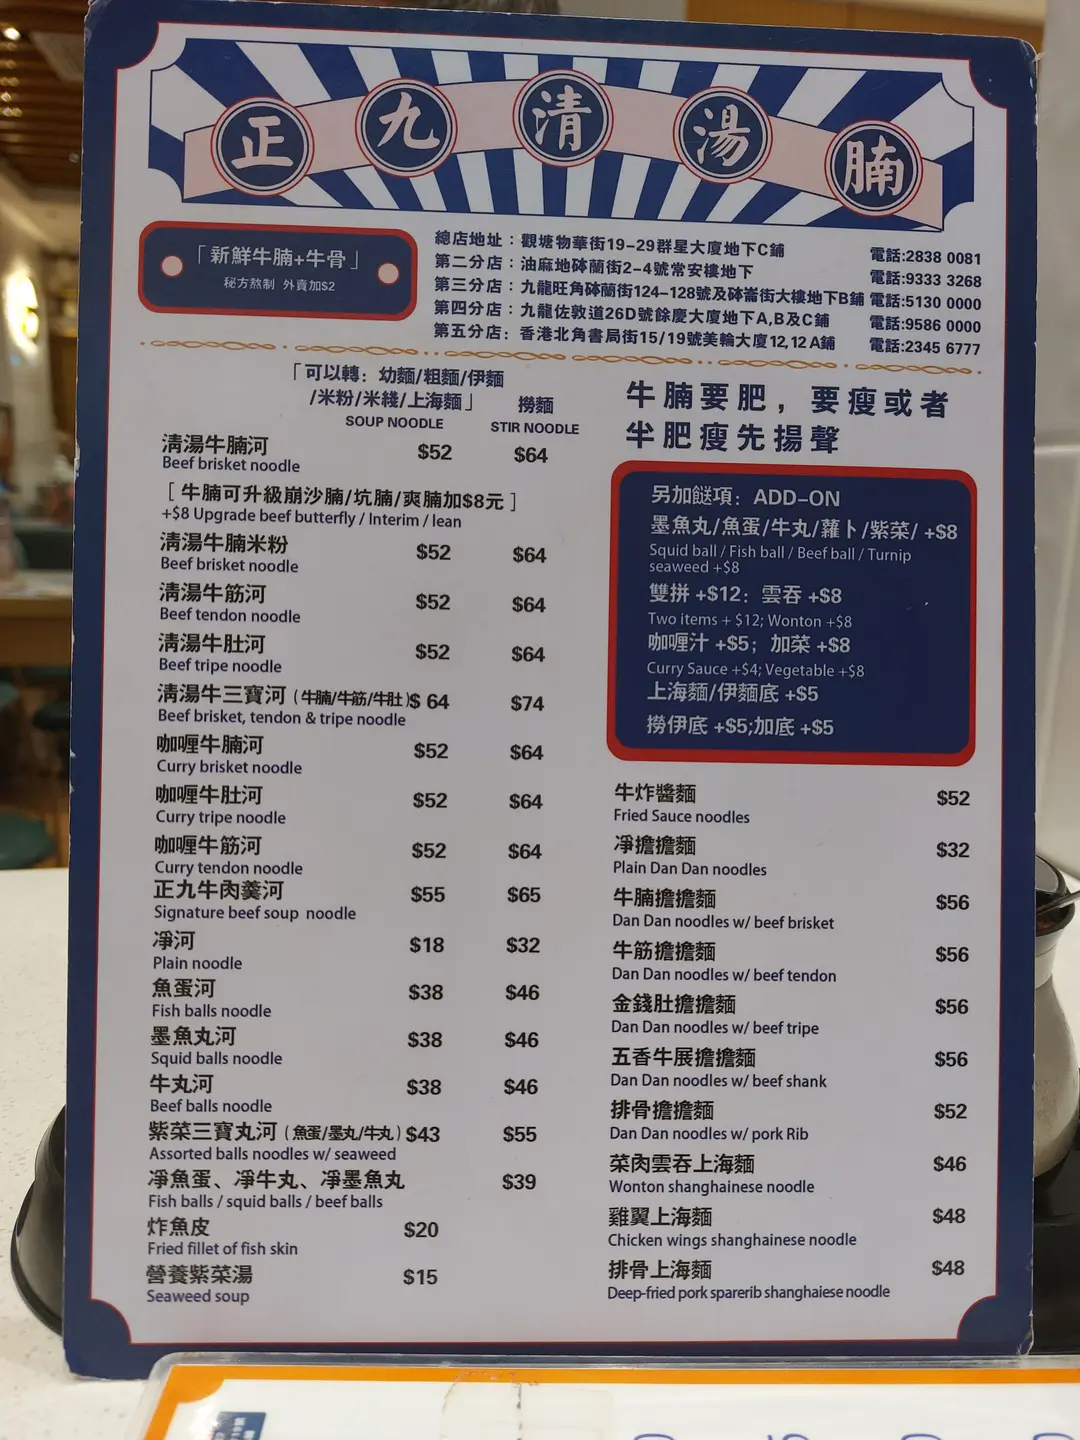 正九清湯腩
「新鮮牛腩+牛骨」
秘方熬制 外賣加$2
總店地址：觀塘物華街19-29群星大廈地下C鋪 電話:2838 0081
第二分店：油麻地砵蘭街2-4號常安樓地下 電話:9333 3268
第三分店：九龍旺角砵蘭街124-128號及砵崙街大樓地下B鋪 電話:5130 0000
第四分店：九龍佐敦道26D號餘慶大廈地下A,B及C鋪 電話:9586 0000
第五分店：香港北角書局街15/19號美輪大廈12,12A鋪 電話:2345 6777
「可以轉：幼麵/粗麵/伊麵
/米粉/米綫/上海麵」 撈麵
SOUP NOODLE STIR NOODLE
清湯牛腩河 $52 $64
Beef brisket noodle
[ 牛腩可升級崩沙腩/坑腩/爽腩加$8元 ]
+$8 Upgrade beef butterfly / Interim / lean
清湯牛腩米粉 $52 $64
Beef brisket noodle
清湯牛筋河 $52 $64
Beef tendon noodle
清湯牛肚河 $52 $64
Beef tripe noodle
清湯牛三寶河（牛腩/牛筋/牛肚）$ 64 $74
Beef brisket, tendon & tripe noodle
咖喱牛腩河 $52 $64
Curry brisket noodle
咖喱牛肚河 $52 $64
Curry tripe noodle
咖喱牛筋河 $52 $64
Curry tendon noodle
正九牛肉羹河 $55 $65
Signature beef soup noodle
凈河 $18 $32
Plain noodle
魚蛋河 $38 $46
Fish balls noodle
墨魚丸河 $38 $46
Squid balls noodle
牛丸河 $38 $46
Beef balls noodle
紫菜三寶丸河（魚蛋/墨丸/牛丸）$43 $55
Assorted balls noodles w/ seaweed
凈魚蛋、凈牛丸、凈墨魚丸 $39
Fish balls / squid balls / beef balls
炸魚皮 $20
Fried fillet of fish skin
營養紫菜湯 $15
Seaweed soup
牛腩要肥，要瘦或者
半肥瘦先揚聲
另加餸項：ADD-ON
墨魚丸/魚蛋/牛丸/蘿卜/紫菜/ +$8
Squid ball / Fish ball / Beef ball / Turnip
seaweed +$8
雙拼 +$12：雲吞 +$8
Two items + $12; Wonton +$8
咖喱汁 +$5；加菜 +$8
Curry Sauce +$4; Vegetable +$8
上海麵/伊麵底 +$5
撈伊底 +$5;加底 +$5
牛炸醬麵 $52
Fried Sauce noodles
凈擔擔麵 $32
Plain Dan Dan noodles
牛腩擔擔麵 $56
Dan Dan noodles w/ beef brisket
牛筋擔擔麵 $56
Dan Dan noodles w/ beef tendon
金錢肚擔擔麵 $56
Dan Dan noodles w/ beef tripe
五香牛展擔擔麵 $56
Dan Dan noodles w/ beef shank
排骨擔擔麵 $52
Dan Dan noodles w/ pork Rib
菜肉雲吞上海麵 $46
Wonton shanghainese noodle
雞翼上海麵 $48
Chicken wings shanghainese noodle
排骨上海麵 $48
Deep-fried pork sparerib shanghaiese noodle